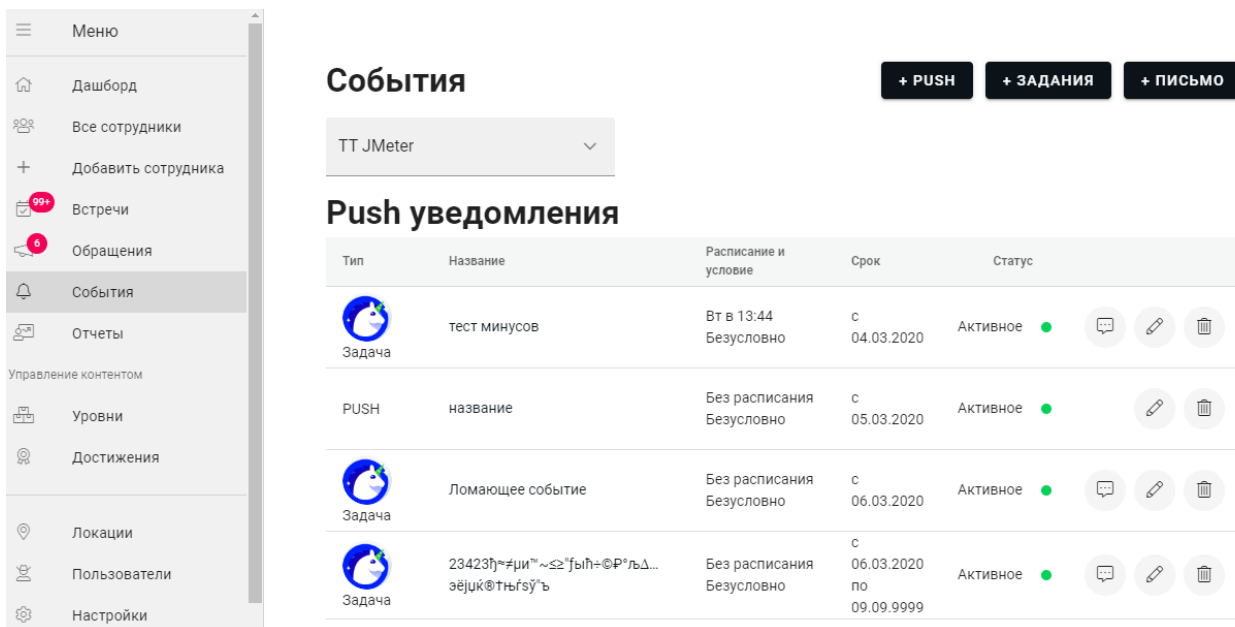 Меню
Дашборд
Все сотрудники
Добавить сотрудника
99+
Встречи
6
Обращения
События
Отчеты
Управление контентом
Уровни
Достижения
Локации
Пользователи
Настройки
События
+ PUSH
+ ЗАДАНИЯ
+ ПИСЬМО
TT JMeter
Push уведомления
Тип
Название
Расписание и
условие
Срок
Статус
Задача
тест минусов
Вт в 13:44
Безусловно
с
04.03.2020
Активное
PUSH
название
Без расписания
Безусловно
с
05.03.2020
Активное
Задача
Ломающее событие
Без расписания
Безусловно
с
06.03.2020
Активное
Задача
Без расписания
Безусловно
с
06.03.2020
по
09.09.9999
Активное